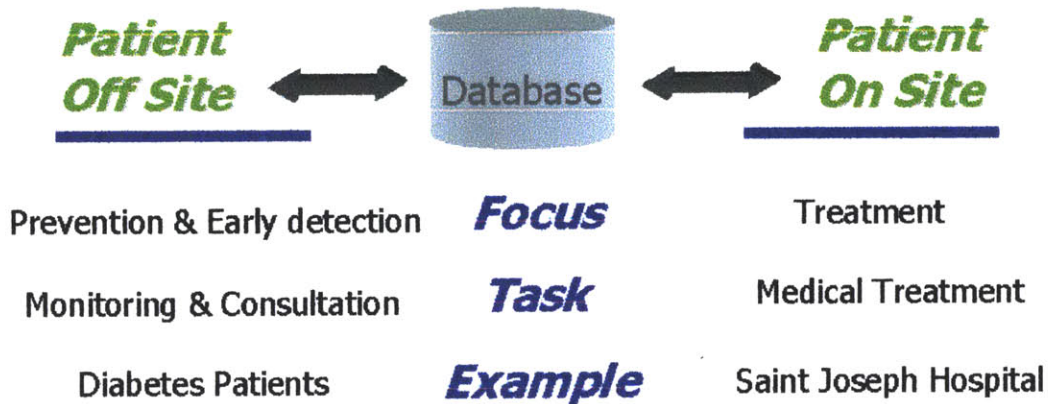 Patient
Off Site
Database
Patient
On Site
Prevention & Early detection
Focus
Treatment
Monitoring & Consultation
Task
Medical Treatment
Diabetes Patients
Example
Saint Joseph Hospital